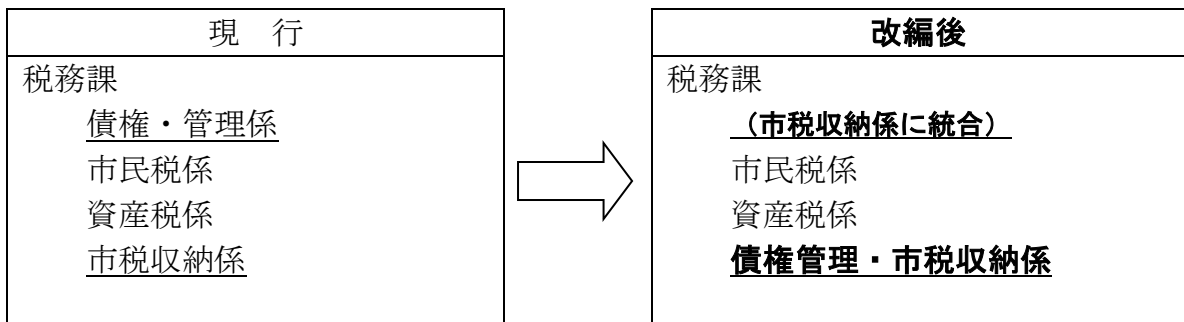 現　行
税務課
債権・管理係
市民税係
資産税係
市税収納係
改編後
税務課
（市税収納係に統合）
市民税係
資産税係
債権管理・市税収納係